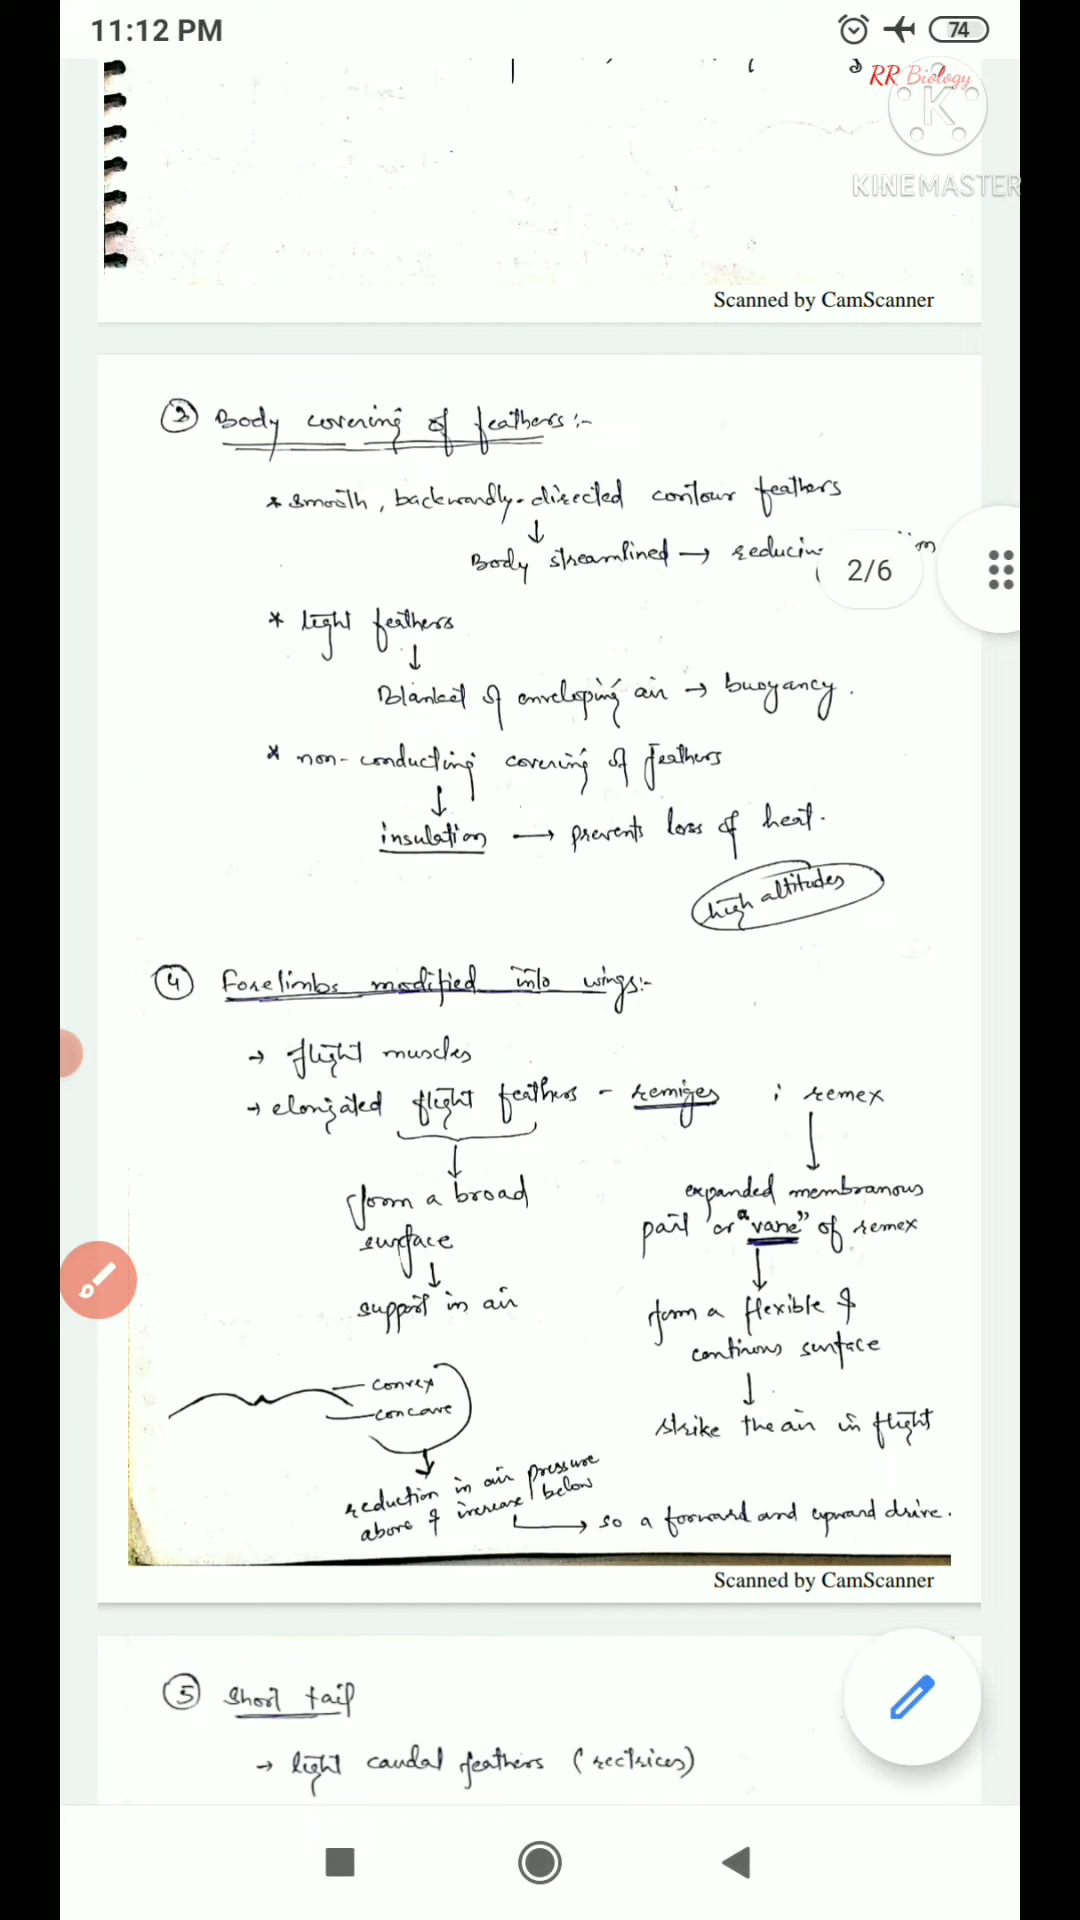 11:12 PM
74
RR Biology
K
KINEMASTER
Scanned by CamScanner
3 Body covering of feathers :-
* smooth, backwardly-directed contour feathers
↓
Body streamlined → reducin
2/6
* light feathers
↓
Blanket of enveloping air → buoyancy.
* non-conducting covering of feathers
↓
insulation → prevents loss of heat.
high altitudes
4 Forelimbs modified into wings:-
→ flight muscles
→ elongated flight feathers - remiges ; remex
↓
form a broad
surface
↓
support in air
↓
expanded membranous
part or "vane" of remex
↓
form a flexible &
continous surface
↓
strike the air in flight
convex
concave
↓
reduction in air pressure
above & increase below
→ so a forward and upward drive.
Scanned by CamScanner
5 Short tail
→ light caudal feathers (rectrices)